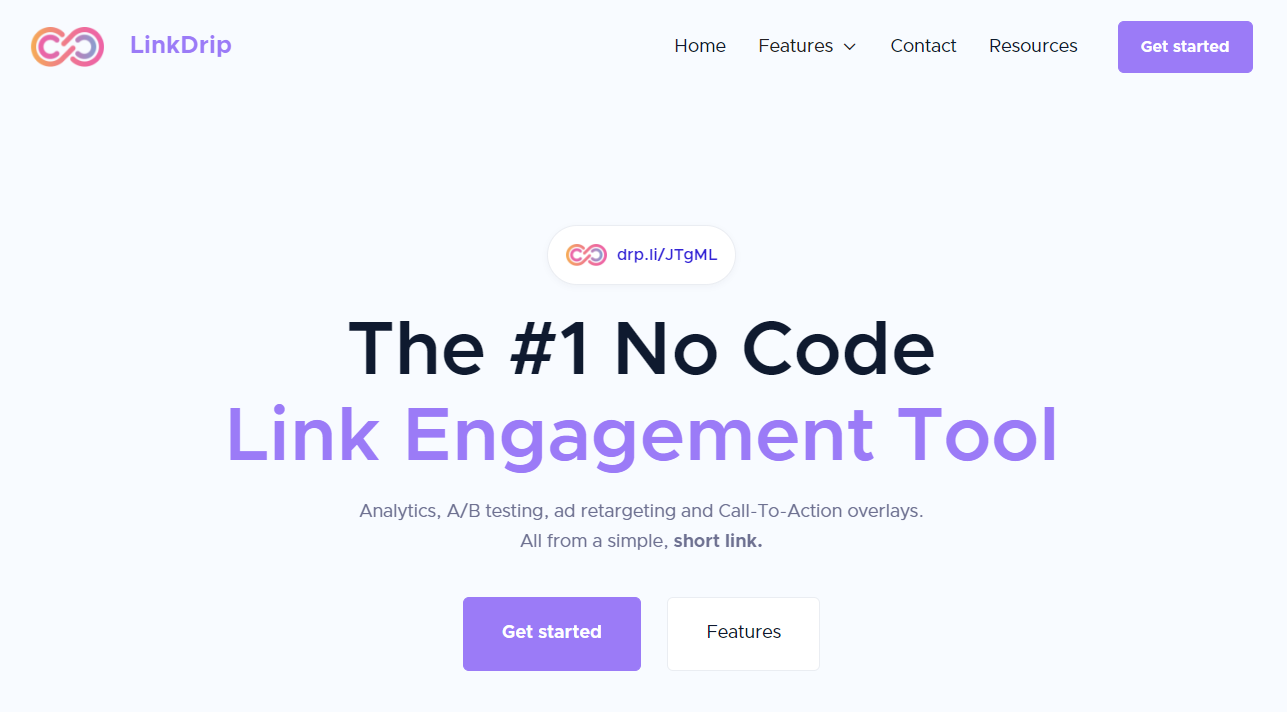 LinkDrip
Home
Features
Contact
Resources
Get started
drp.li/JTgML
The #1 No Code
Link Engagement Tool
Analytics, A/B testing, ad retargeting and Call-To-Action overlays.
All from a simple, short link.
Get started
Features